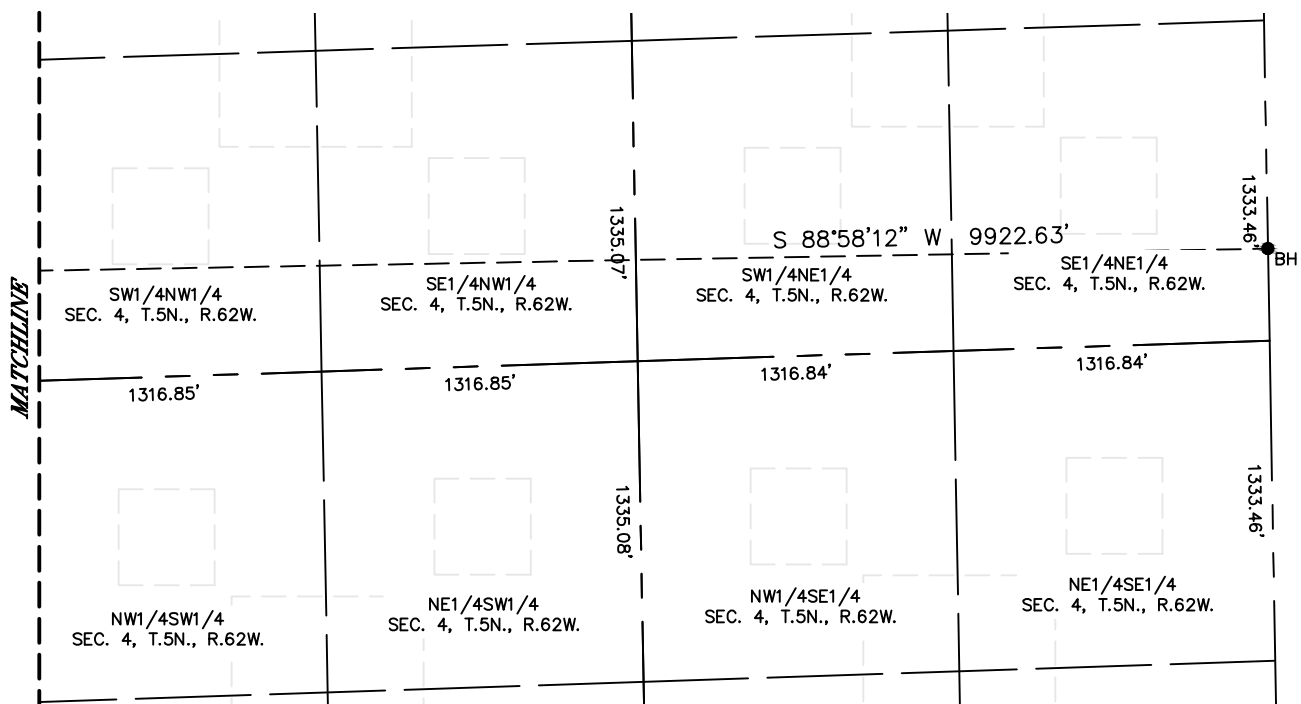 MATCHLINE
1335.07'
S 88°58'12" W 9922.63'
1333.46'
BH
SW1/4NW1/4
SEC. 4, T.5N., R.62W.
SE1/4NW1/4
SEC. 4, T.5N., R.62W.
SW1/4NE1/4
SEC. 4, T.5N., R.62W.
SE1/4NE1/4
SEC. 4, T.5N., R.62W.
1316.85'
1316.85'
1316.84'
1316.84'
1335.08'
1333.46'
NW1/4SW1/4
SEC. 4, T.5N., R.62W.
NE1/4SW1/4
SEC. 4, T.5N., R.62W.
NW1/4SE1/4
SEC. 4, T.5N., R.62W.
NE1/4SE1/4
SEC. 4, T.5N., R.62W.